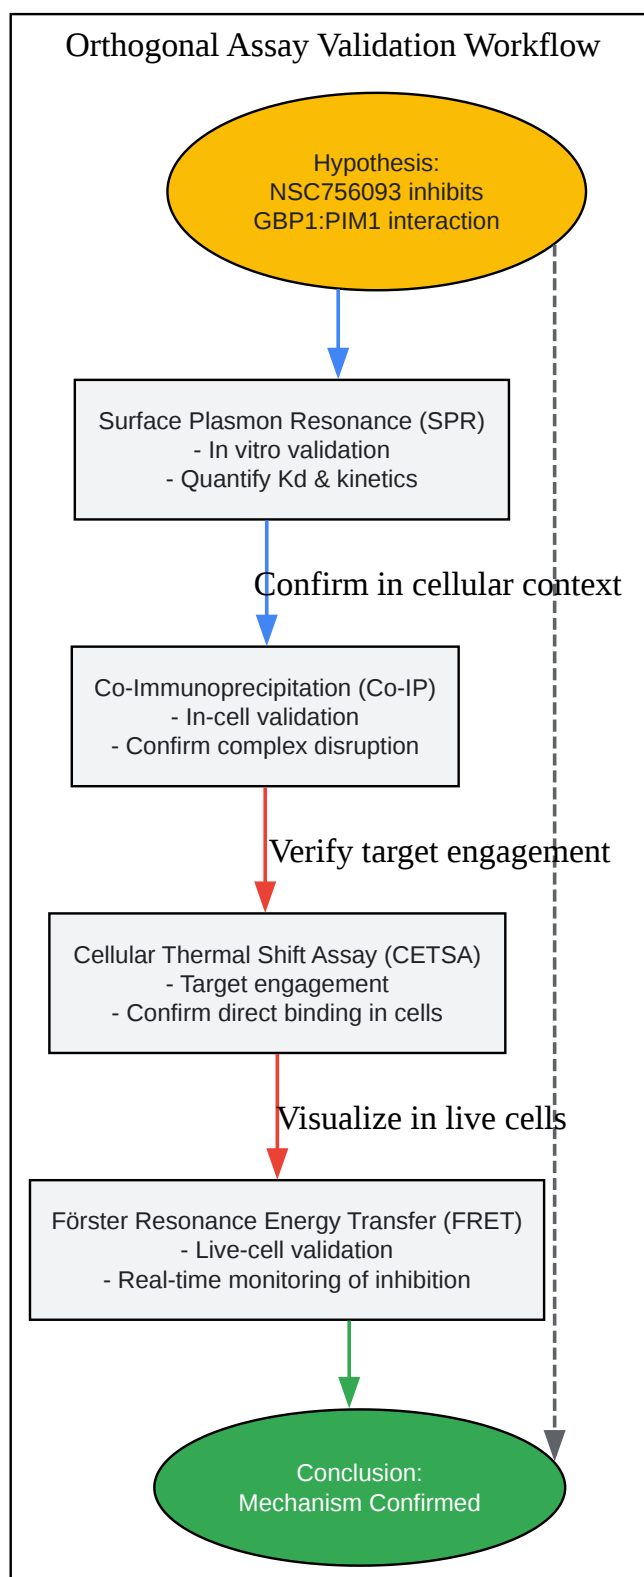 Orthogonal Assay Validation Workflow
Hypothesis:
NSC756093 inhibits
GBP1:PIM1 interaction
Surface Plasmon Resonance (SPR)
- In vitro validation
- Quantify Kd & kinetics
Confirm in cellular context
Co-Immunoprecipitation (Co-IP)
- In-cell validation
- Confirm complex disruption
Verify target engagement
Cellular Thermal Shift Assay (CETSA)
- Target engagement
- Confirm direct binding in cells
Visualize in live cells
Förster Resonance Energy Transfer (FRET)
- Live-cell validation
- Real-time monitoring of inhibition
Conclusion:
Mechanism Confirmed